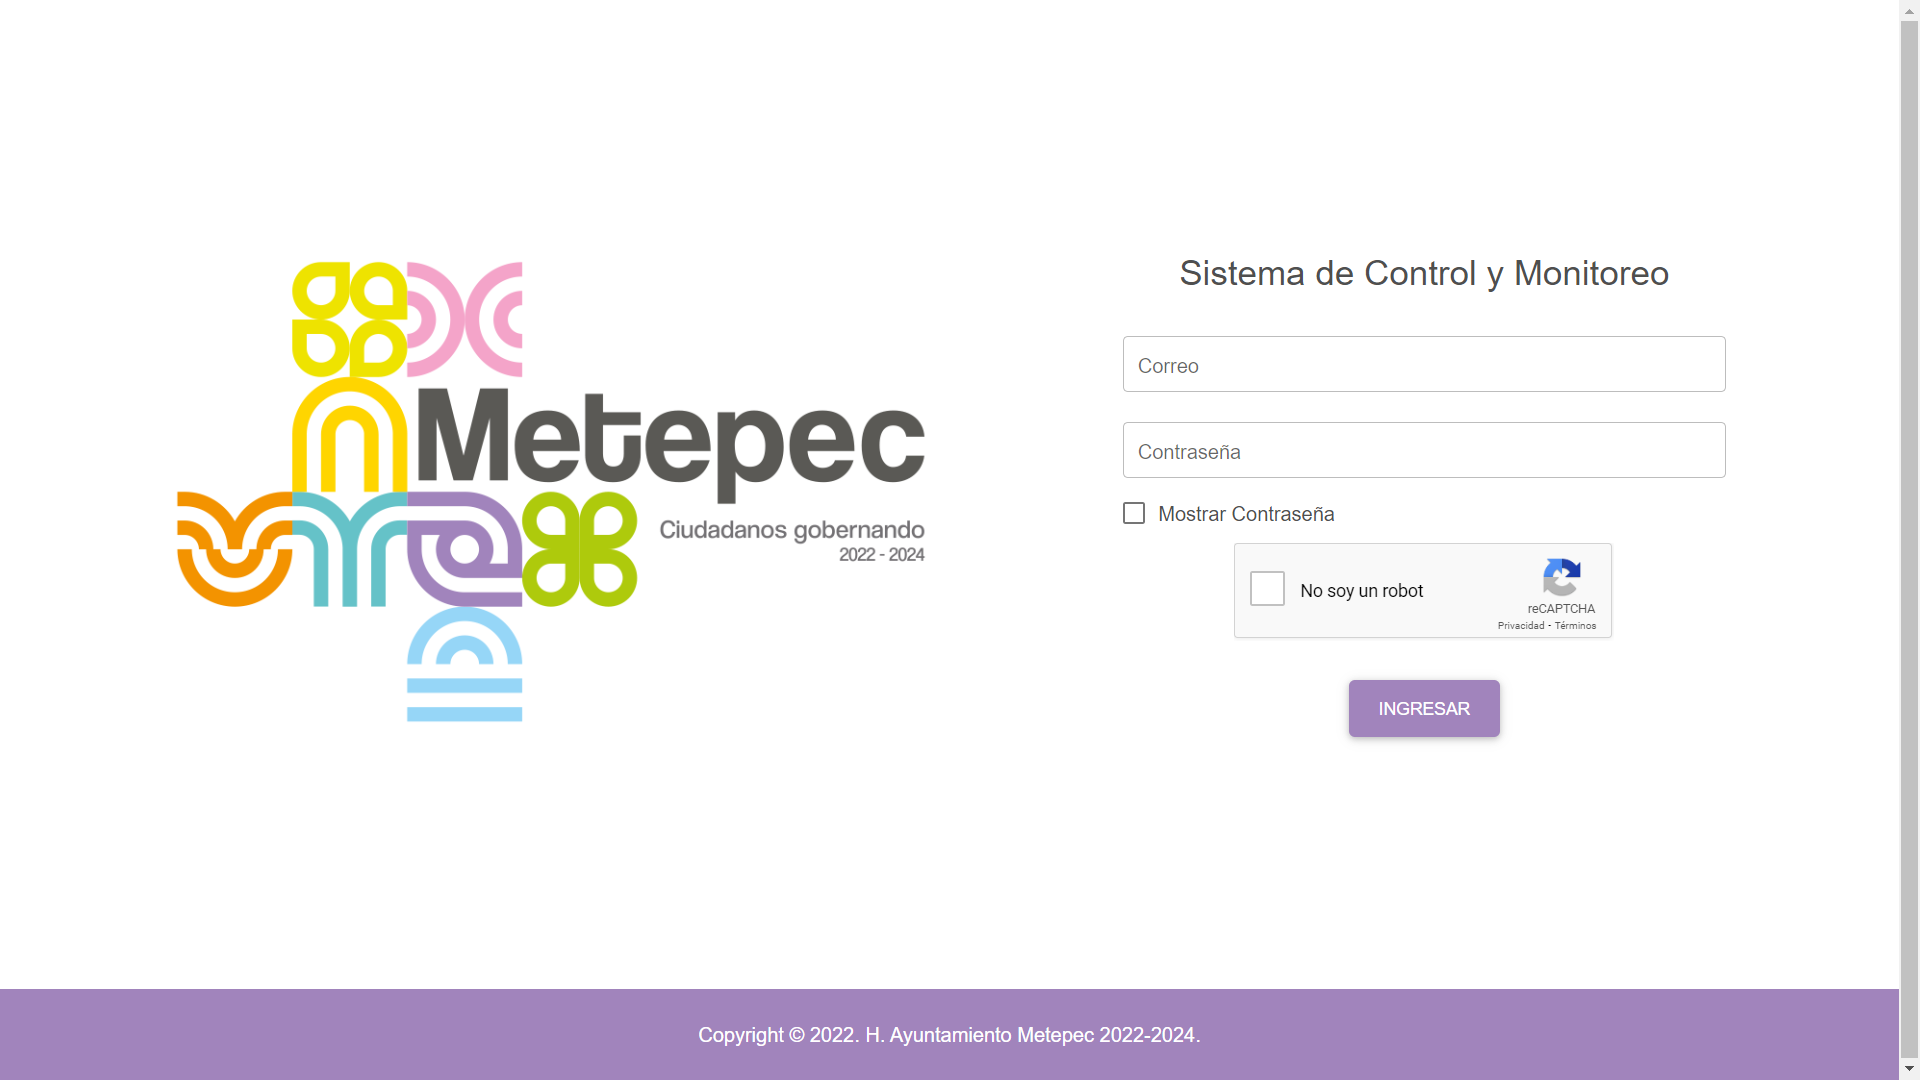 Metepec
Ciudadanos gobernando
2022 - 2024
Sistema de Control y Monitoreo
Correo
Contraseña
Mostrar Contraseña
No soy un robot
reCAPTCHA
Privacidad - Términos
INGRESAR
Copyright © 2022. H. Ayuntamiento Metepec 2022-2024.